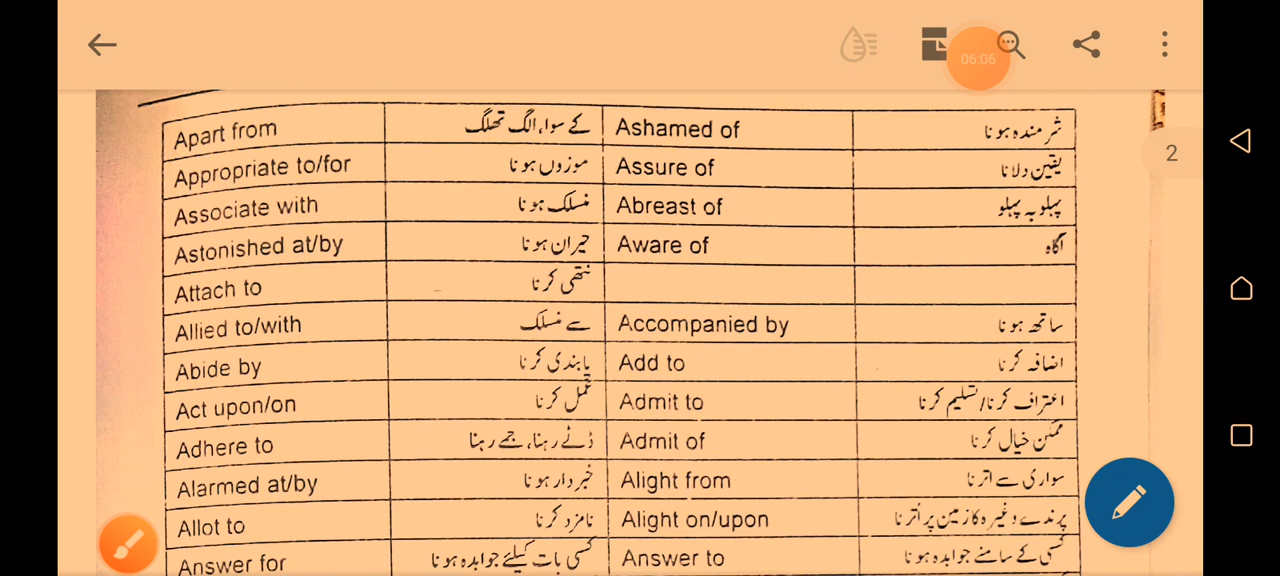 06:06
2
Apart from کے سوا، الگ تھلگ Ashamed of شرمندہ ہونا
Appropriate to/for موزوں ہونا Assure of یقین دلانا
Associate with منسلک ہونا Abreast of پہلو بہ پہلو
Astonished at/by حیران ہونا Aware of آگاہ
Attach to نتھی کرنا
Allied to/with سے منسلک Accompanied by ساتھ ہونا
Abide by پابندی کرنا Add to اضافہ کرنا
Act upon/on عمل کرنا Admit to اعتراف کرنا/تسلیم کرنا
Adhere to ڈٹے رہنا، جمے رہنا Admit of ممکن خیال کرنا
Alarmed at/by خبردار ہونا Alight from سواری سے اترنا
Allot to نامزد کرنا Alight on/upon پرندے وغیرہ کا زمین پر اُترنا
Answer for کسی بات کیلئے جوابدہ ہونا Answer to کسی کے سامنے جوابدہ ہونا